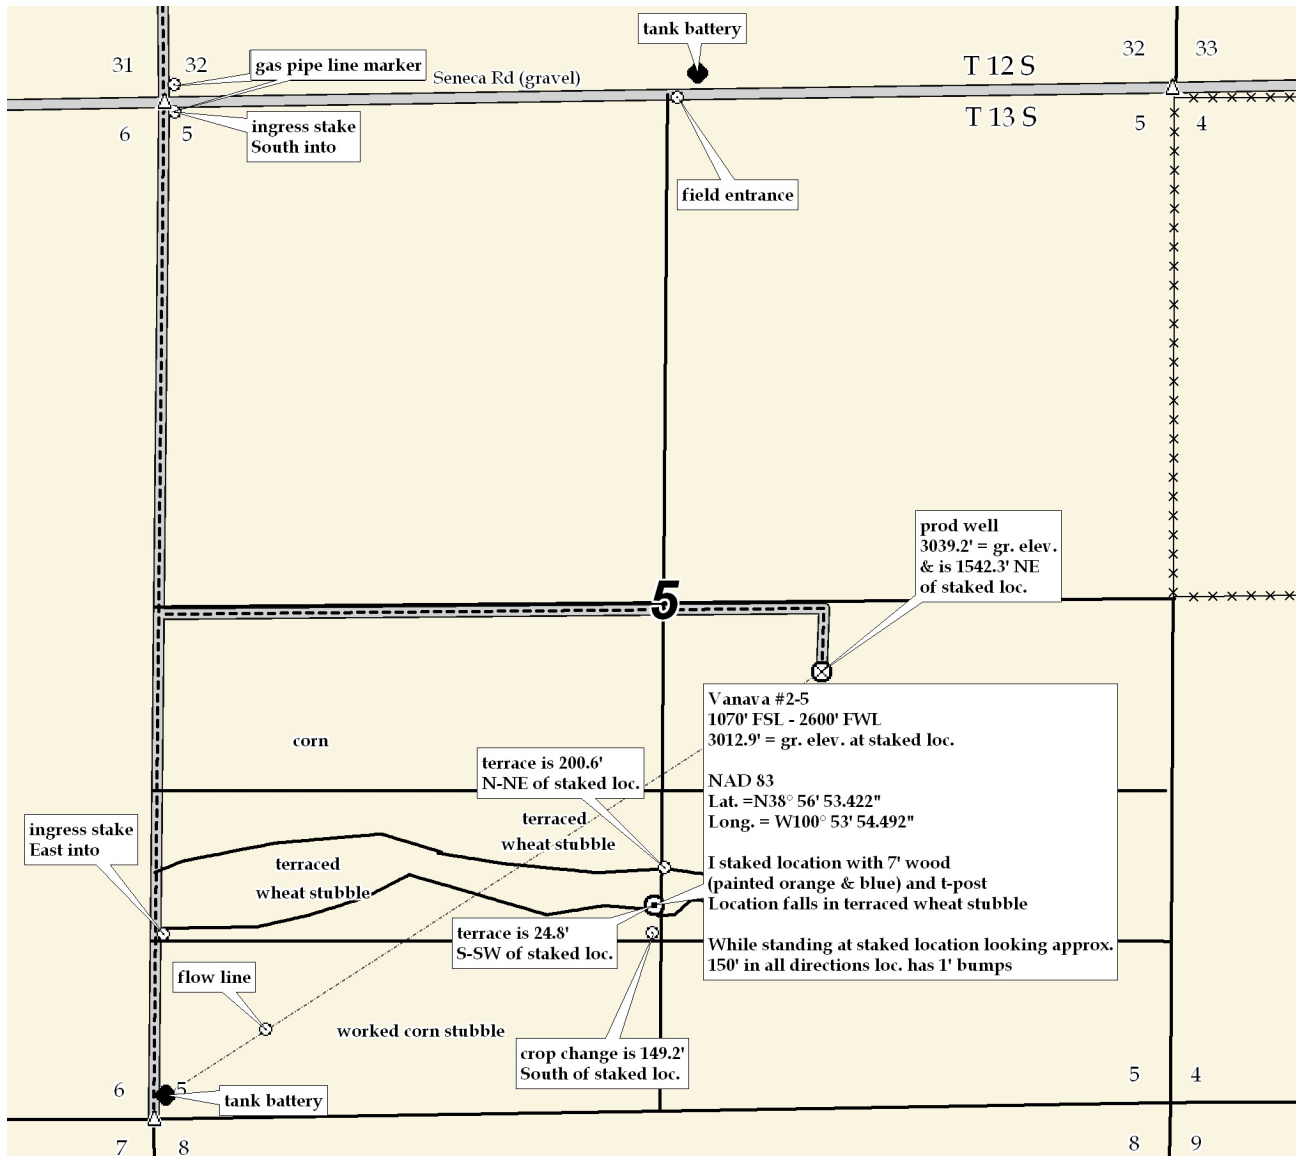 tank battery
31
32
gas pipe line marker
Seneca Rd (gravel)
T 12 S
32
33
6
5
ingress stake
South into
T 13 S
5
4
field entrance
prod well
3039.2' = gr. elev.
& is 1542.3' NE
of staked loc.
5
Vanava #2-5
1070' FSL - 2600' FWL
3012.9' = gr. elev. at staked loc.
NAD 83
Lat. =N38° 56' 53.422"
Long. = W100° 53' 54.492"
I staked location with 7' wood
(painted orange & blue) and t-post
Location falls in terraced wheat stubble
While standing at staked location looking approx.
150' in all directions loc. has 1' bumps
corn
terrace is 200.6'
N-NE of staked loc.
terraced
wheat stubble
ingress stake
East into
terraced
wheat stubble
terrace is 24.8'
S-SW of staked loc.
flow line
worked corn stubble
crop change is 149.2'
South of staked loc.
6
5
tank battery
5
4
7
8
8
9